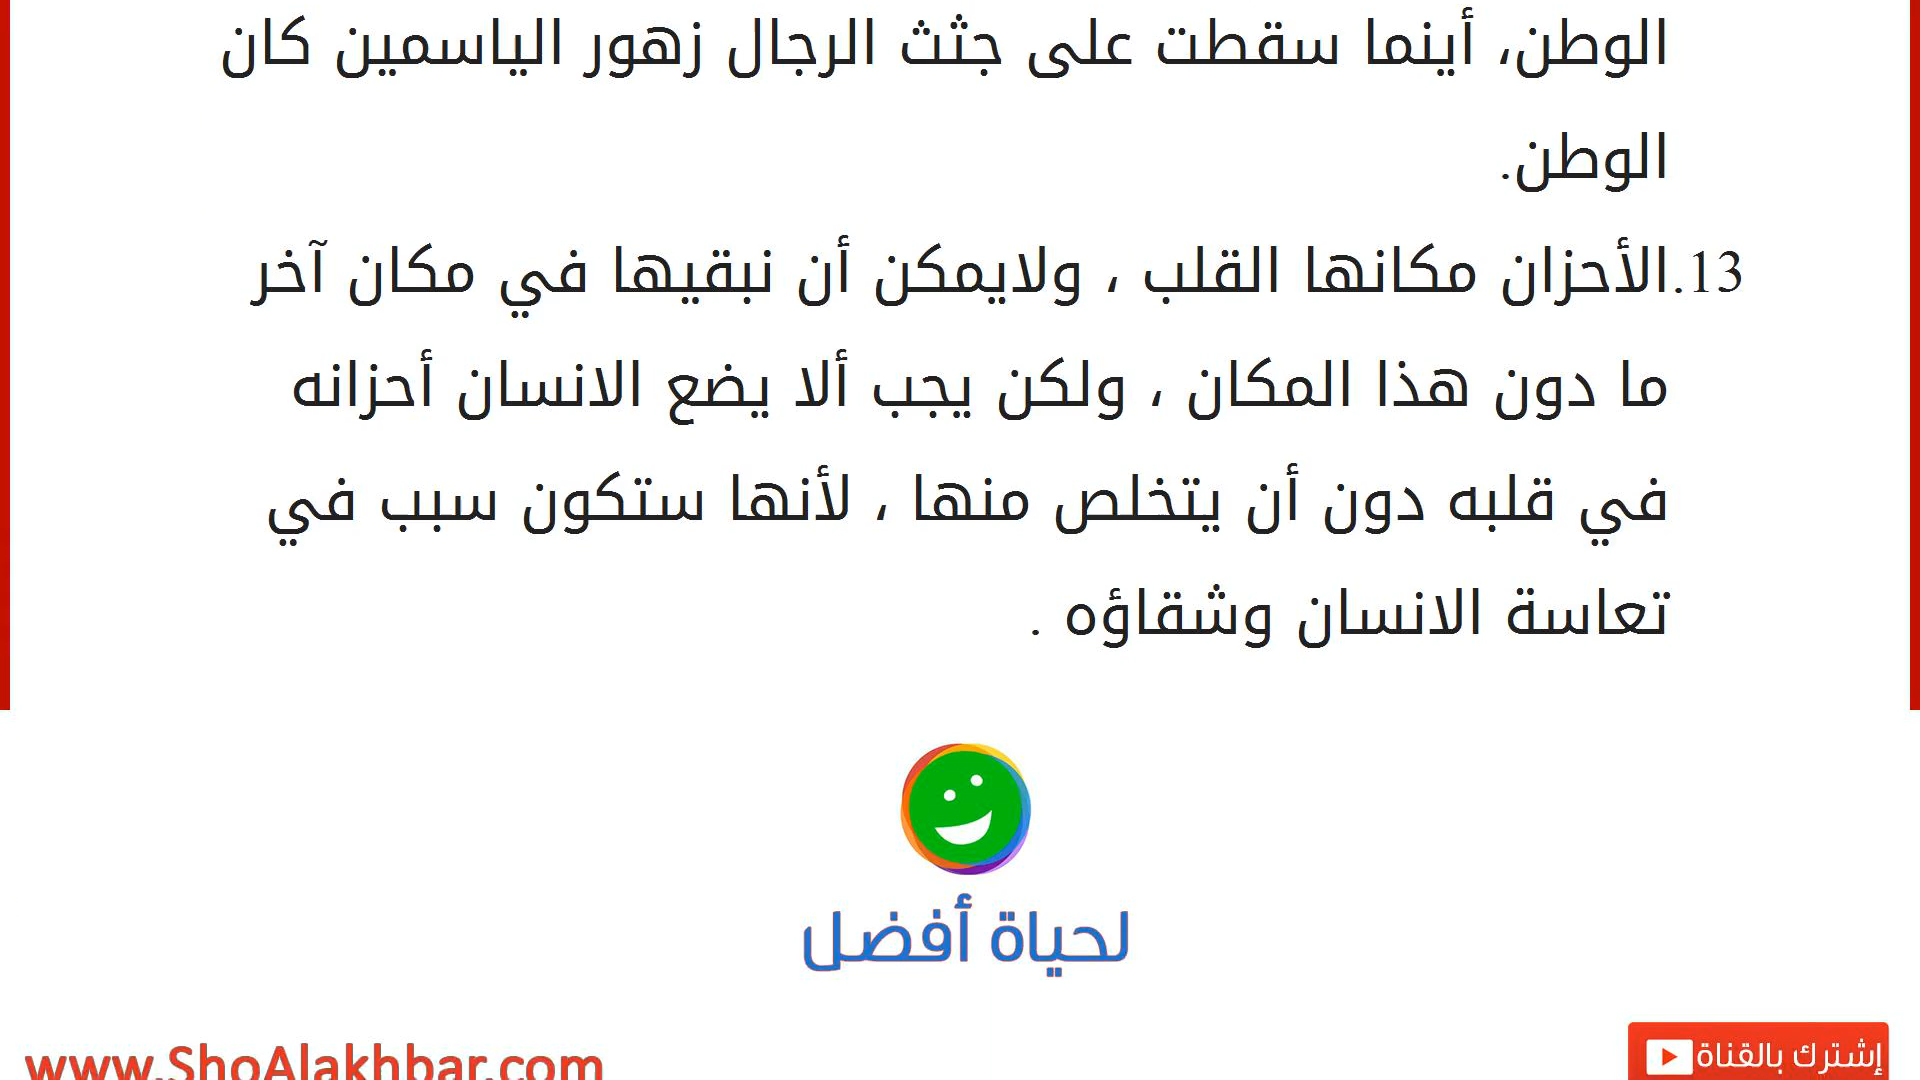 الوطن، أينما سقطت على جثث الرجال زهور الياسمين كان
الوطن.
13.الأحزان مكانها القلب ، ولايمكن أن نبقيها في مكان آخر
ما دون هذا المكان ، ولكن يجب ألا يضع الانسان أحزانه
في قلبه دون أن يتخلص منها ، لأنها ستكون سبب في
تعاسة الانسان وشقاؤه .
لحياة أفضل
www.ShoAlakhbar.com
إشترك بالقناة